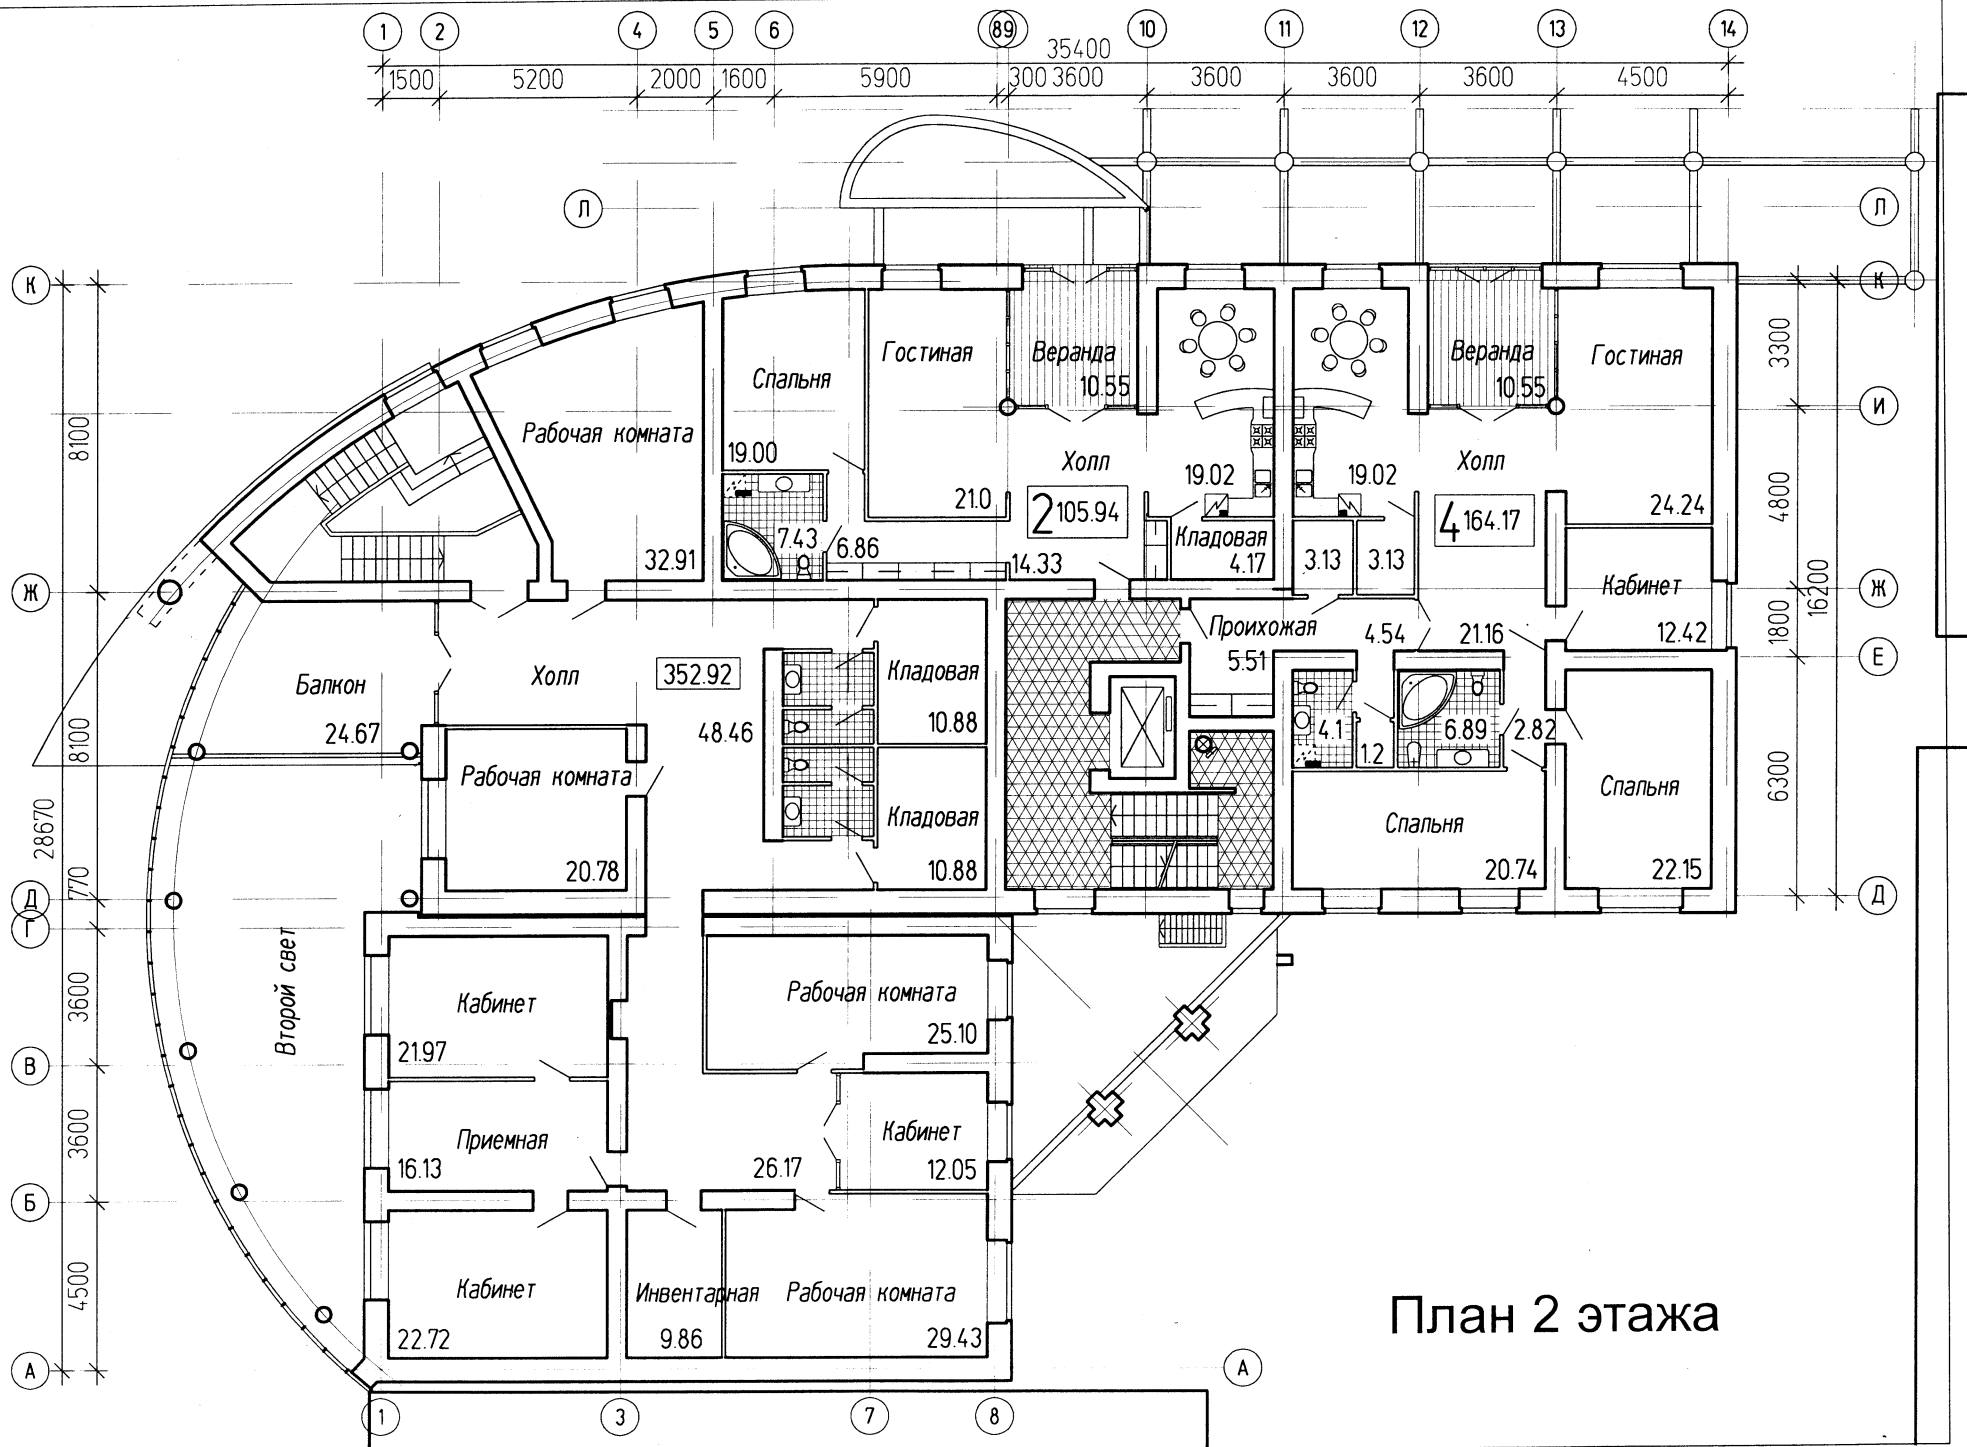 1 2 4 5 6 8 9 10 11 12 13 14
35400
1500 5200 2000 1600 5900 300 3600 3600 3600 3600 4500
Л Л
К К
8100
3300
И
4800
16200
Ж Ж
1800
Е
8100
6300
28670
770
Д Д
Г
3600
В
3600
Б
4500
А А
1 3 7 8
Спальня
19.00
Гостиная
21.0
Веранда
10.55
Веранда
10.55
Гостиная
24.24
Рабочая комната
32.91
Холл
19.02
Холл
19.02
2 105.94
4 164.17
7.43
6.86
14.33
Кладовая
4.17
3.13
3.13
Кабинет
12.42
Проихожая
5.51
4.54
21.16
Балкон
24.67
Холл
352.92
48.46
Кладовая
10.88
Кладовая
10.88
4.1
1.2
6.89
2.82
Рабочая комната
20.78
Спальня
20.74
Спальня
22.15
Второй свет
Кабинет
21.97
Рабочая комната
25.10
Приемная
16.13
26.17
Кабинет
12.05
Кабинет
22.72
Инвентарная
9.86
Рабочая комната
29.43
План 2 этажа